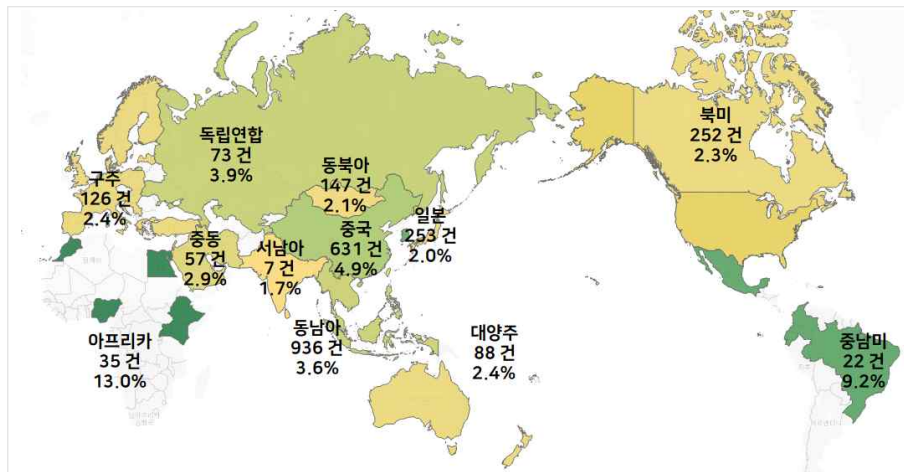 독립연합
73 건
3.9%
북미
252 건
2.3%
동북아
147 건
2.1%
구주
126 건
2.4%
일본
253 건
2.0%
중국
631 건
4.9%
중동
57 건
2.9%
서남아
7 건
1.7%
동남아
936 건
3.6%
대양주
88 건
2.4%
아프리카
35 건
13.0%
중남미
22 건
9.2%